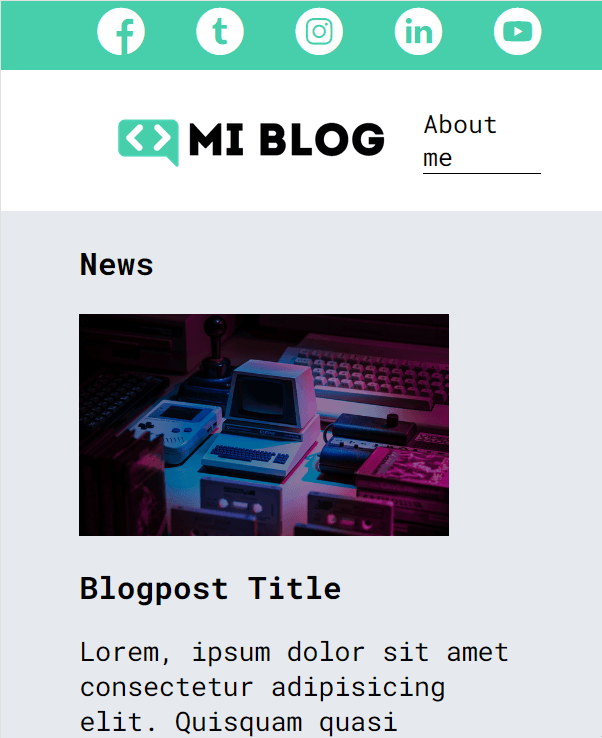 MI BLOG
About
me
News
Blogpost Title
Lorem, ipsum dolor sit amet
consectetur adipisicing
elit. Quisquam quasi